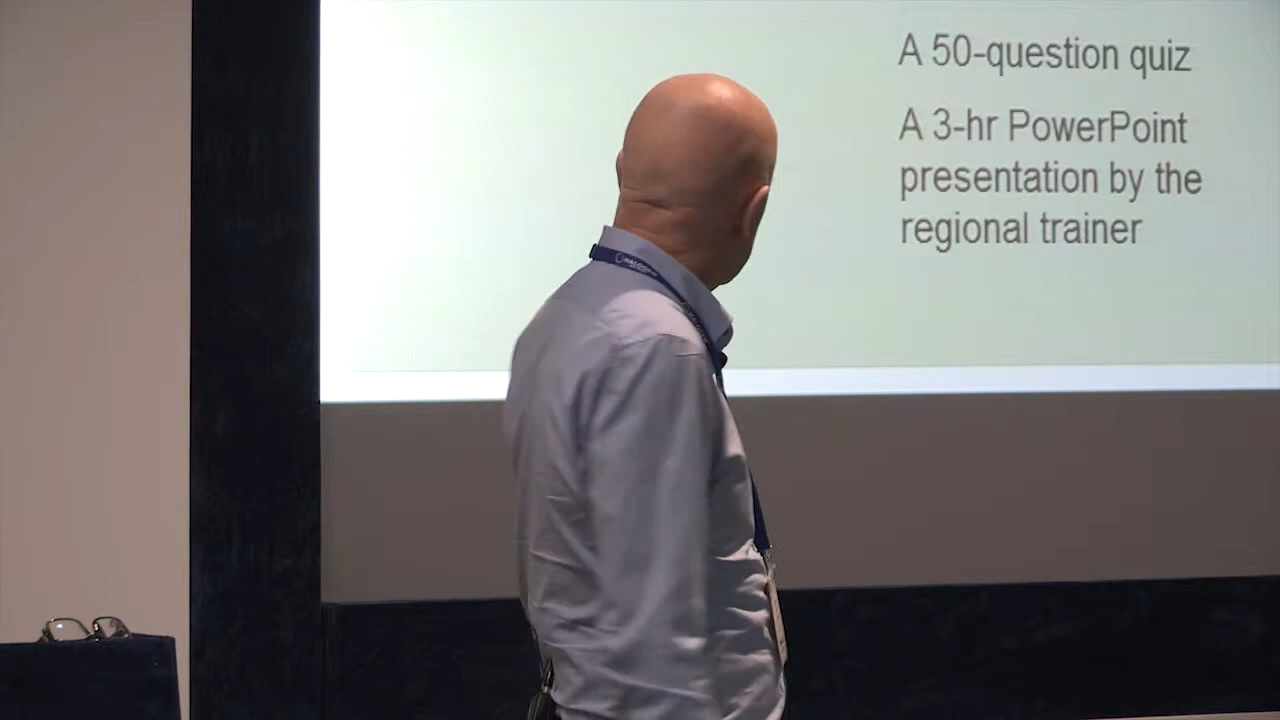 A 50-question quiz
A 3-hr PowerPoint
presentation by the
regional trainer